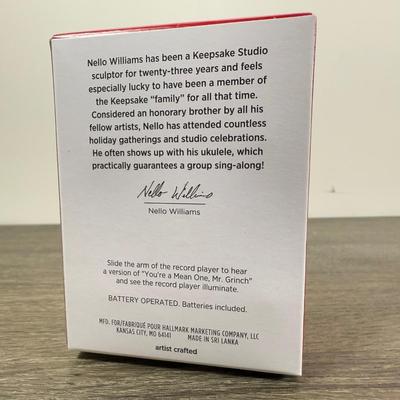 Nello Williams has been a Keepsake Studio
sculptor for twenty-three years and feels
especially lucky to have been a member of
the Keepsake “family” for all that time.
Considered an honorary brother by all his
fellow artists, Nello has attended countless
holiday gatherings and studio celebrations.
He often shows up with his ukulele, which
practically guarantees a group sing-along!
Nello Williams
Nello Williams
Slide the arm of the record player to hear
a version of "You're a Mean One, Mr. Grinch"
and see the record player illuminate.
BATTERY OPERATED. Batteries included.
MFD. FOR/FABRIQUÉ POUR HALLMARK MARKETING COMPANY, LLC
KANSAS CITY, MO 64141 MADE IN SRI LANKA
artist crafted